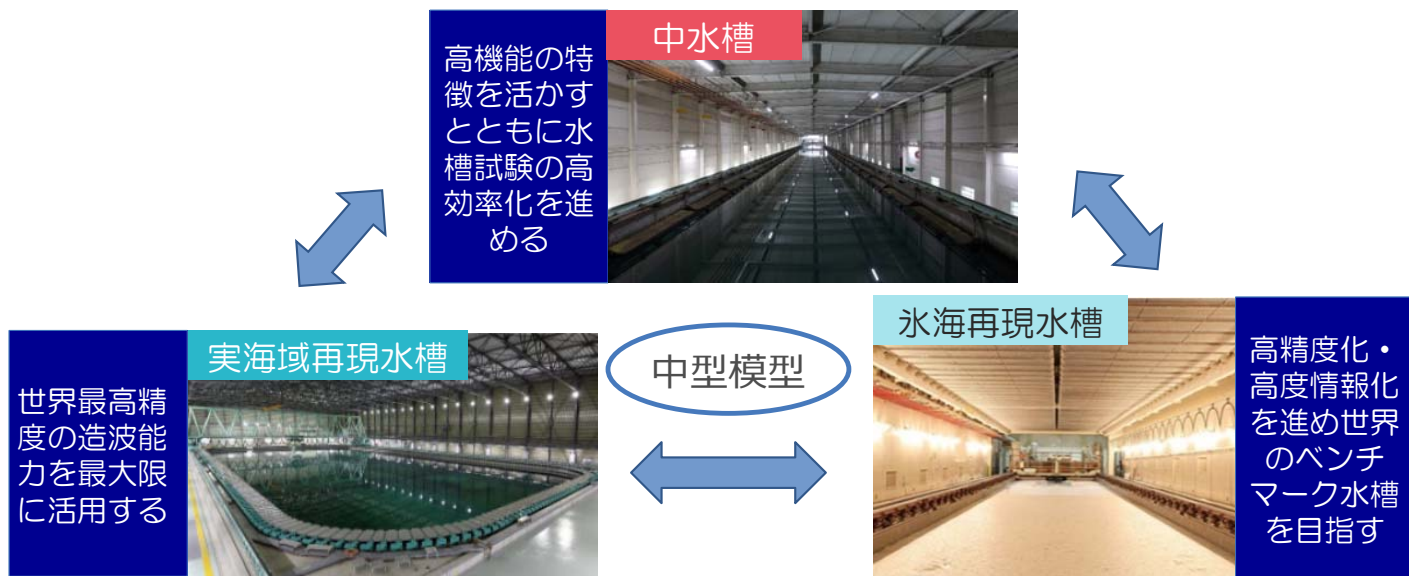 中水槽
高機能の特
徴を活かす
とともに水
槽試験の高
効率化を進
める
実海域再現水槽
世界最高精
度の造波能
力を最大限
に活用する
中型模型
氷海再現水槽
高精度化・
高度情報化
を進め世界
のベンチ
マーク水槽
を目指す